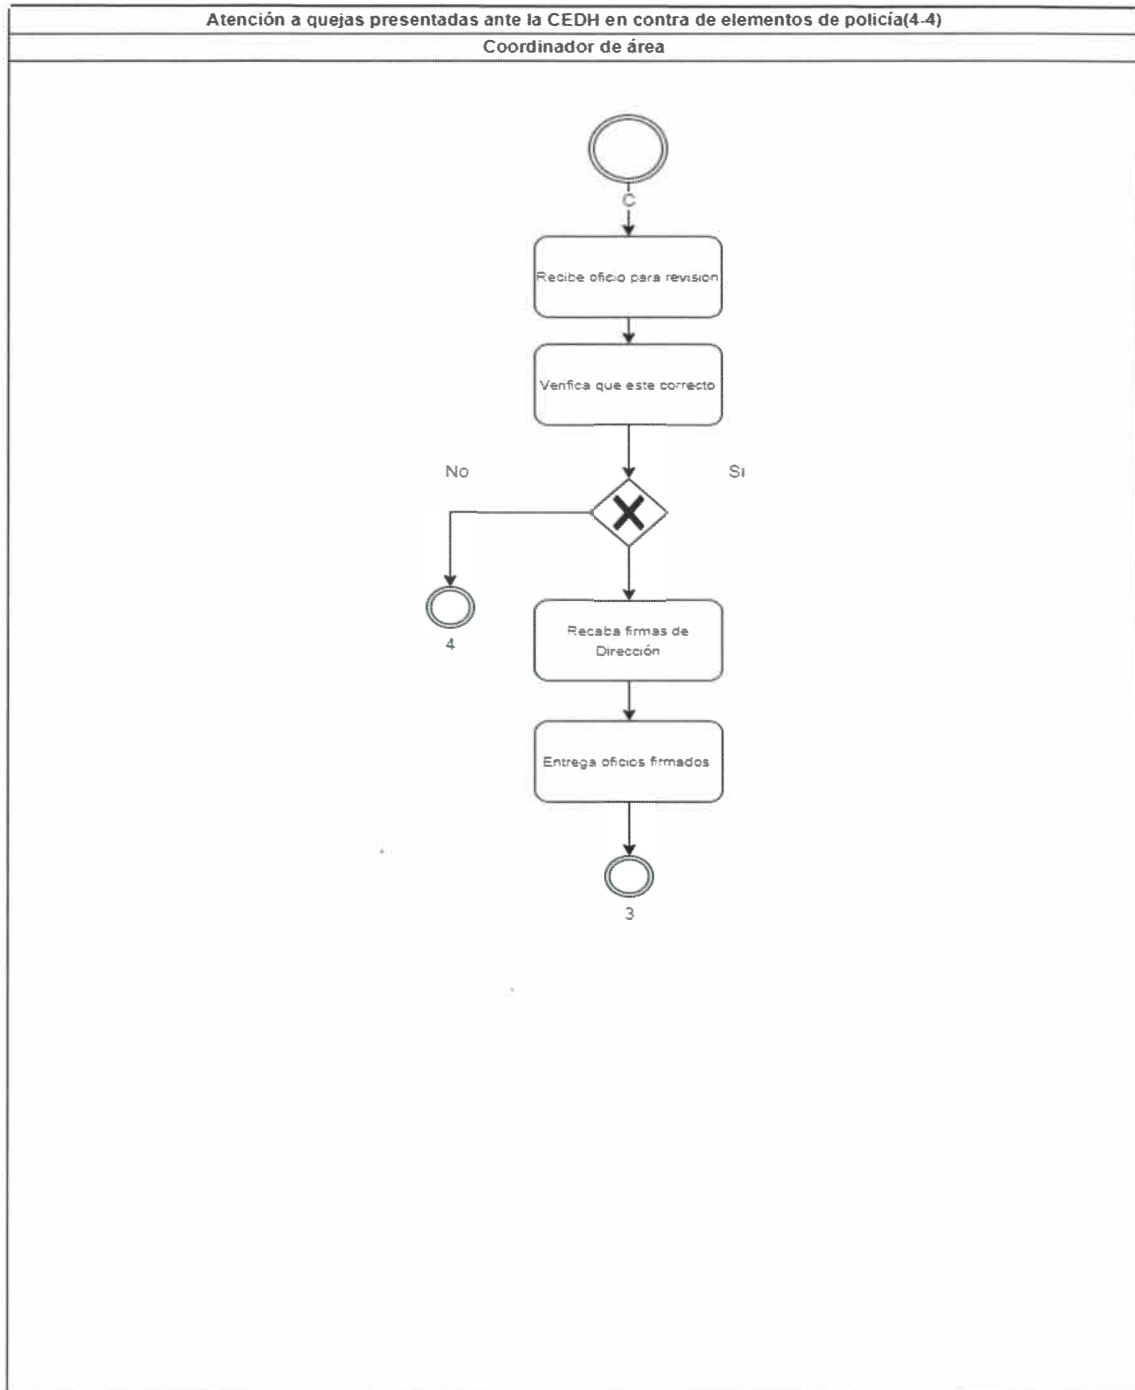 Atención a quejas presentadas ante la CEDH en contra de elementos de policía(4-4)
Coordinador de área
C
Recibe oficio para revision
Verifica que este correcto
No
Si
4
Recaba firmas de
Dirección
Entrega oficios firmados
3